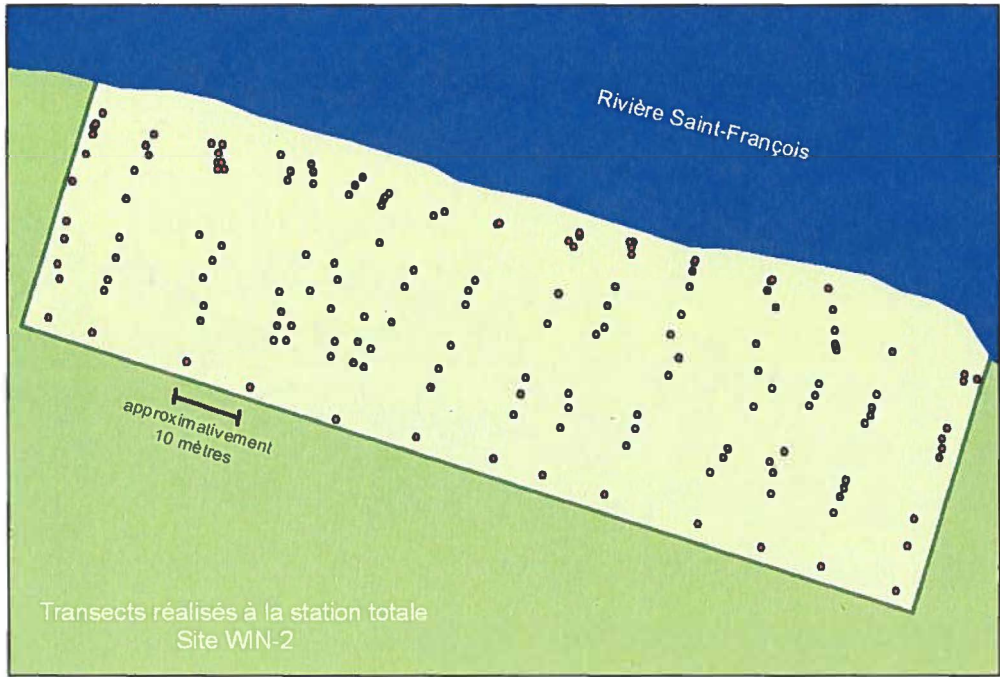 Rivière Saint-François
approximativement
10 mètres
Transects réalisés à la station totale
Site WIN-2